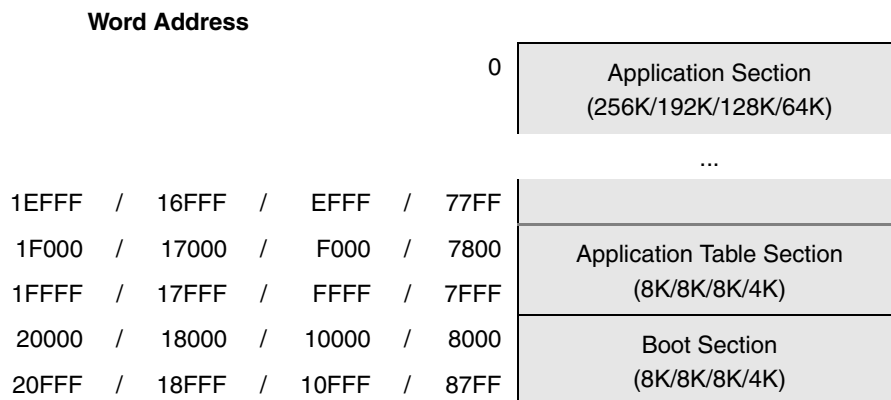 Word Address
0
Application Section
(256K/192K/128K/64K)
...
1EFFF / 16FFF / EFFF / 77FF
1F000 / 17000 / F000 / 7800
Application Table Section
1FFFF / 17FFF / FFFF / 7FFF
(8K/8K/8K/4K)
20000 / 18000 / 10000 / 8000
Boot Section
20FFF / 18FFF / 10FFF / 87FF
(8K/8K/8K/4K)